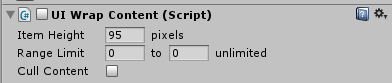 UI Wrap Content (Script)
Item Height 95 pixels
Range Limit 0 to 0 unlimited
Cull Content